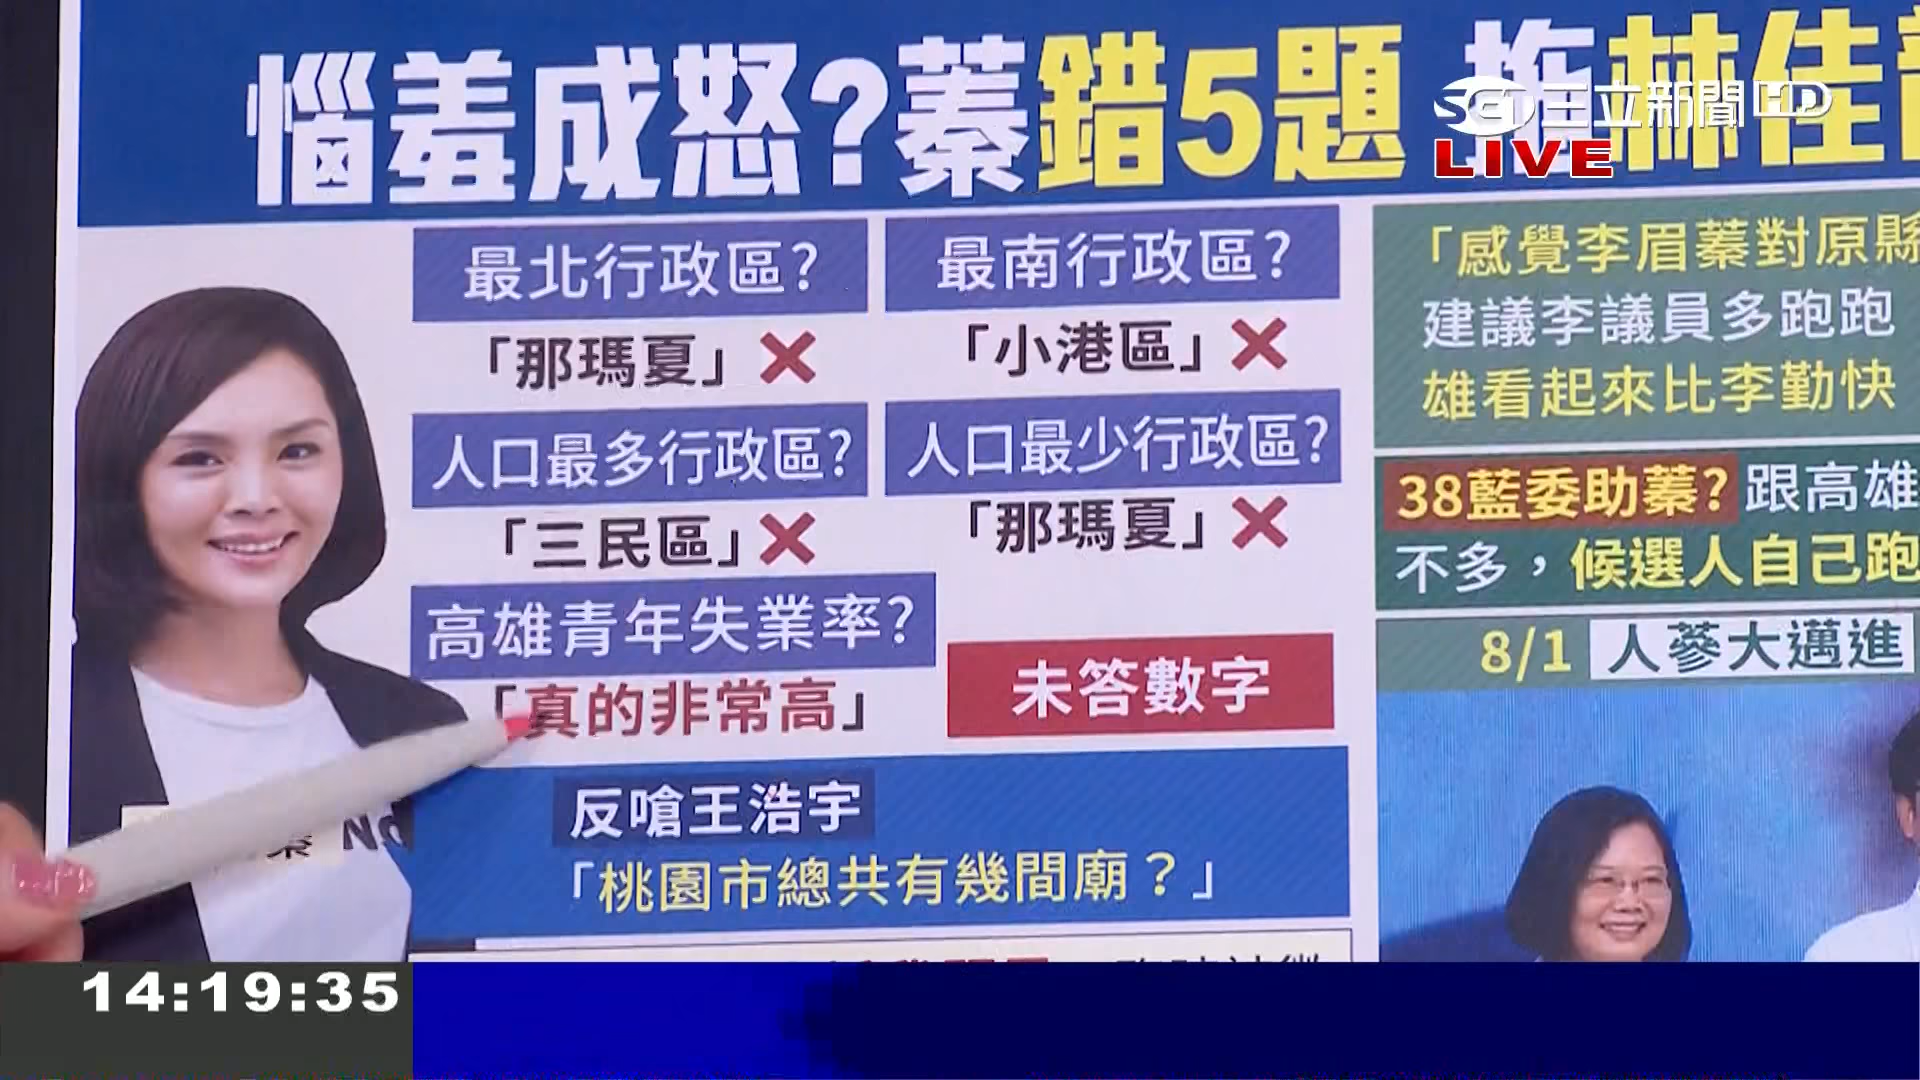 惱羞成怒?蓁錯5題 拖林佳
SET三立新聞HD
LIVE
最北行政區?
「那瑪夏」
最南行政區?
「小港區」
人口最多行政區?
「三民區」
人口最少行政區?
「那瑪夏」
高雄青年失業率?
「真的非常高」
未答數字
反嗆王浩宇
「桃園市總共有幾間廟？」
「感覺李眉蓁對原縣
建議李議員多跑跑
雄看起來比李勤快
38藍委助蓁?跟高雄
不多，候選人自己跑
8/1 人蔘大邁進
蓁 NO
14:19:35